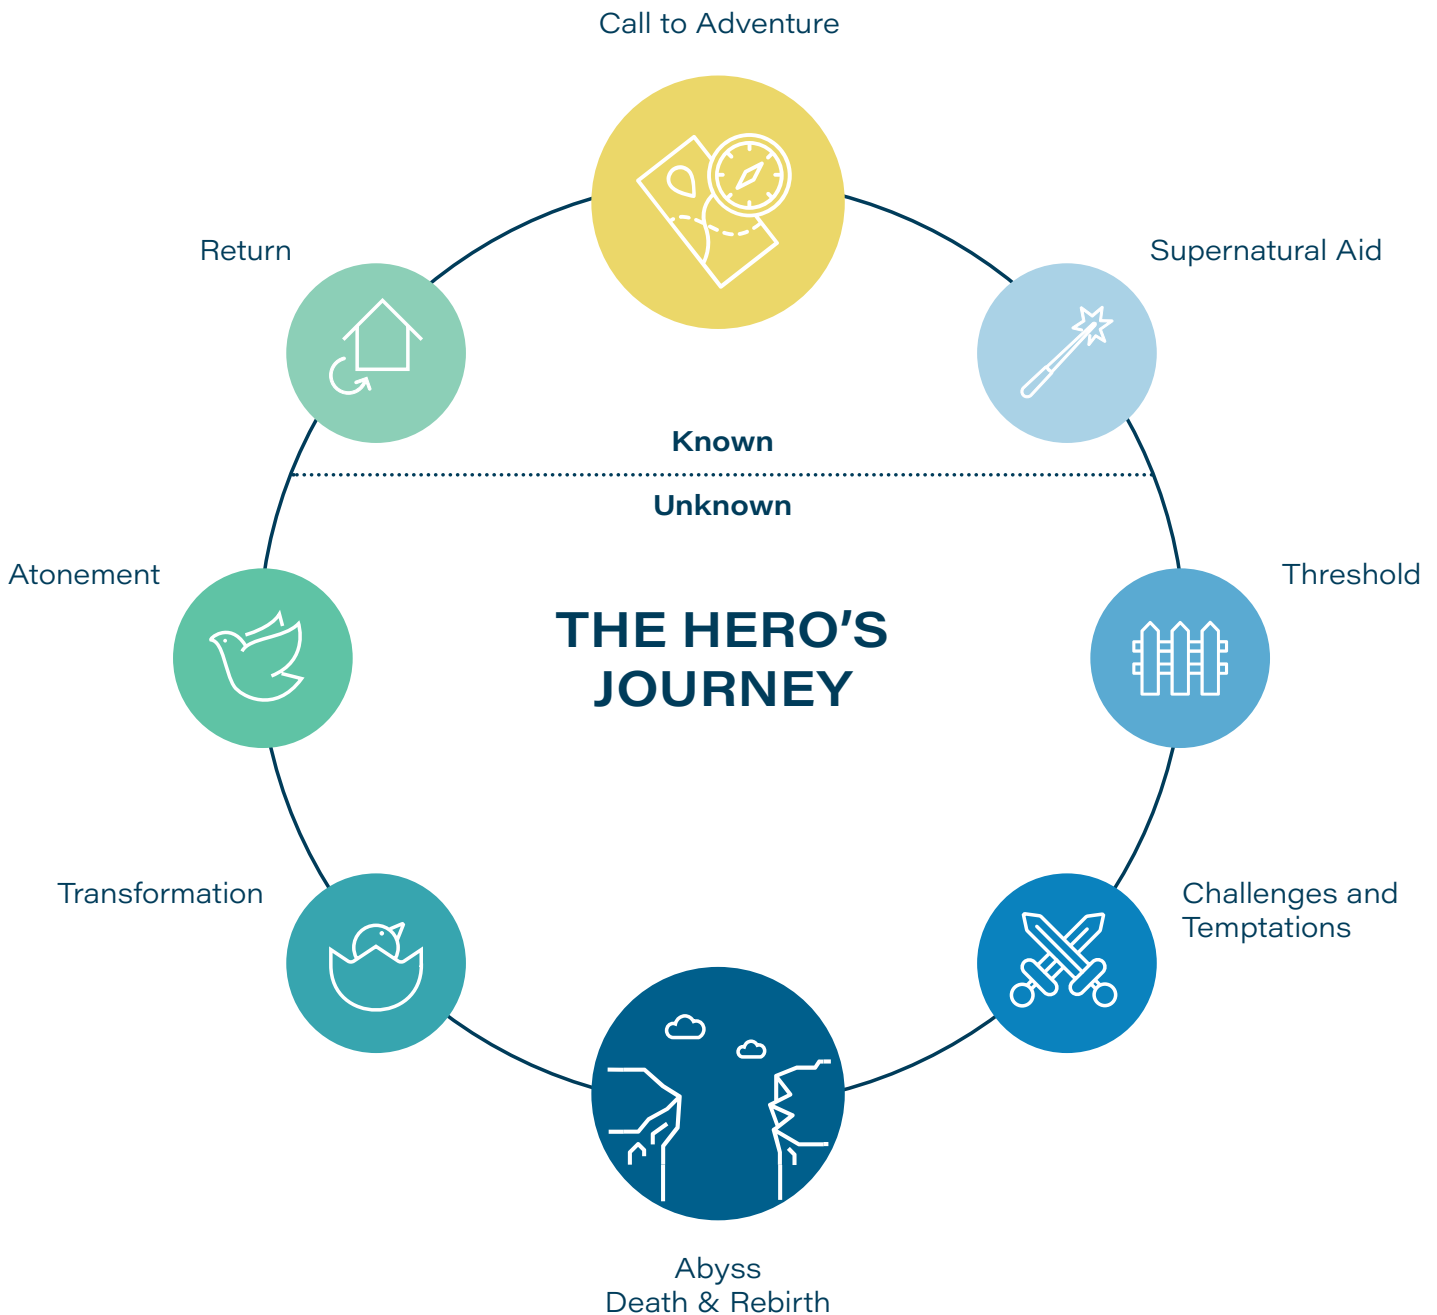 Call to Adventure
Return
Supernatural Aid
Known
Unknown
Atonement
Threshold
THE HERO'S
JOURNEY
Transformation
Challenges and
Temptations
Abyss
Death & Rebirth